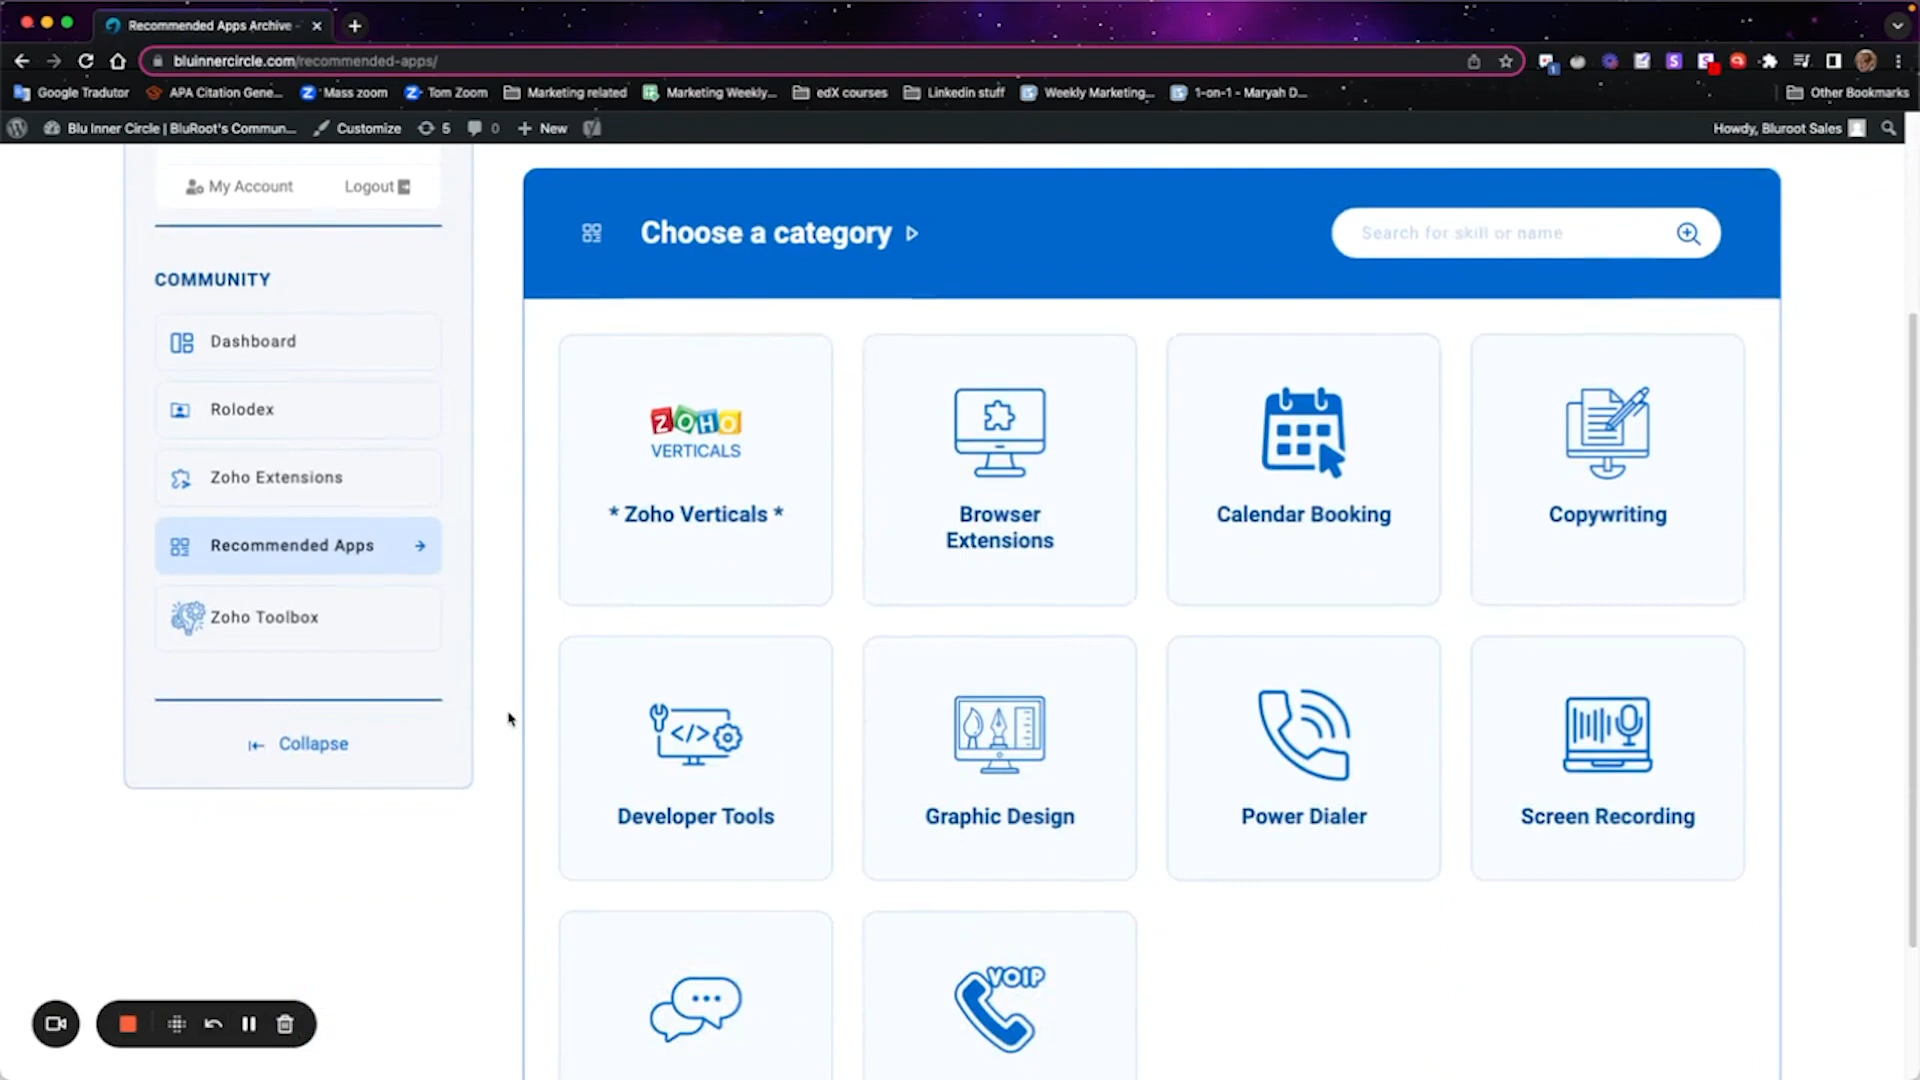 Recommended Apps Archive -
bluinnercircle.com/recommended-apps/
Google Tradutor
APA Citation Gene...
Mass zoom
Tom Zoom
Marketing related
Marketing Weekly...
edX courses
Linkedin stuff
Weekly Marketing...
1-on-1 - Maryah D...
Other Bookmarks
Blu Inner Circle | BluRoot's Commun...
Customize
5
0
New
Howdy, Bluroot Sales
My Account
Logout
COMMUNITY
Dashboard
Rolodex
Zoho Extensions
Recommended Apps
Zoho Toolbox
Collapse
Choose a category
Search for skill or name
ZOHO
VERTICALS
* Zoho Verticals *
Browser
Extensions
Calendar Booking
Copywriting
Developer Tools
Graphic Design
Power Dialer
Screen Recording
VOIP